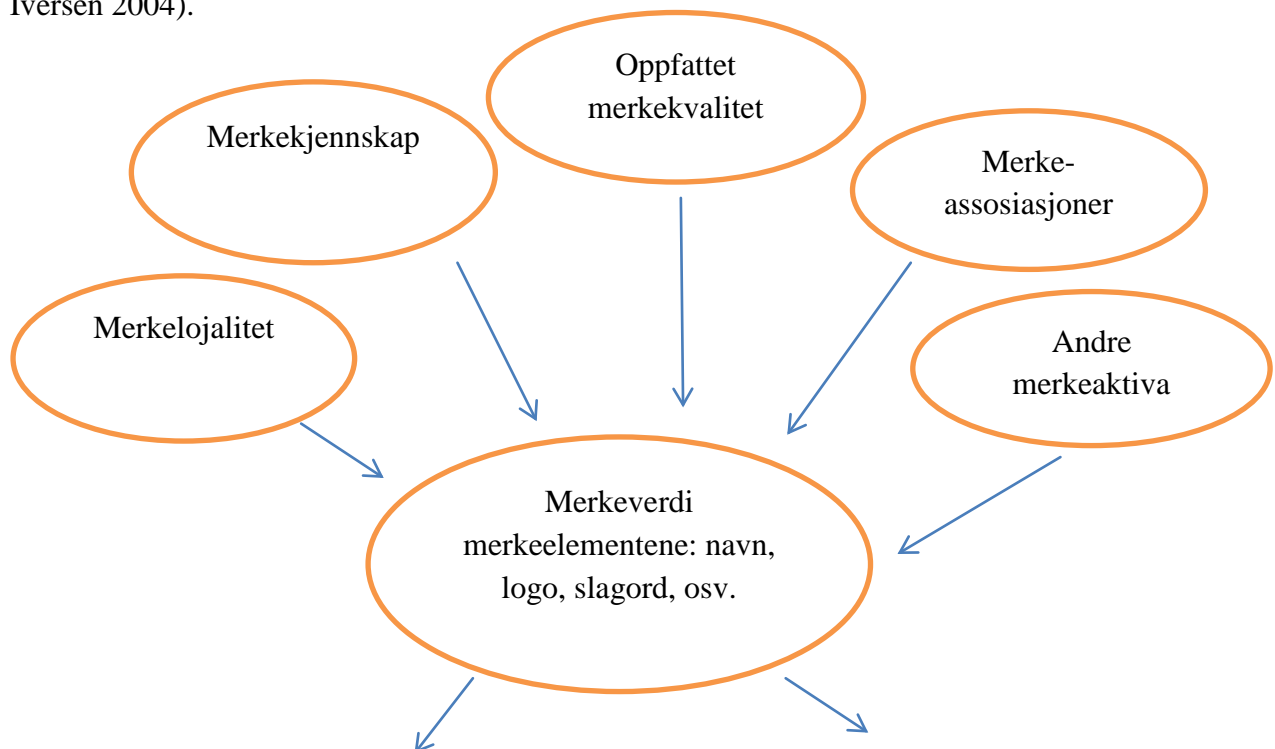 Iversen 2004).
Oppfattet
merkekvalitet
Merkekjennskap
Merke-
assosiasjoner
Merkelojalitet
Andre
merkeaktiva
Merkeverdi
merkeelementene: navn,
logo, slagord, osv.